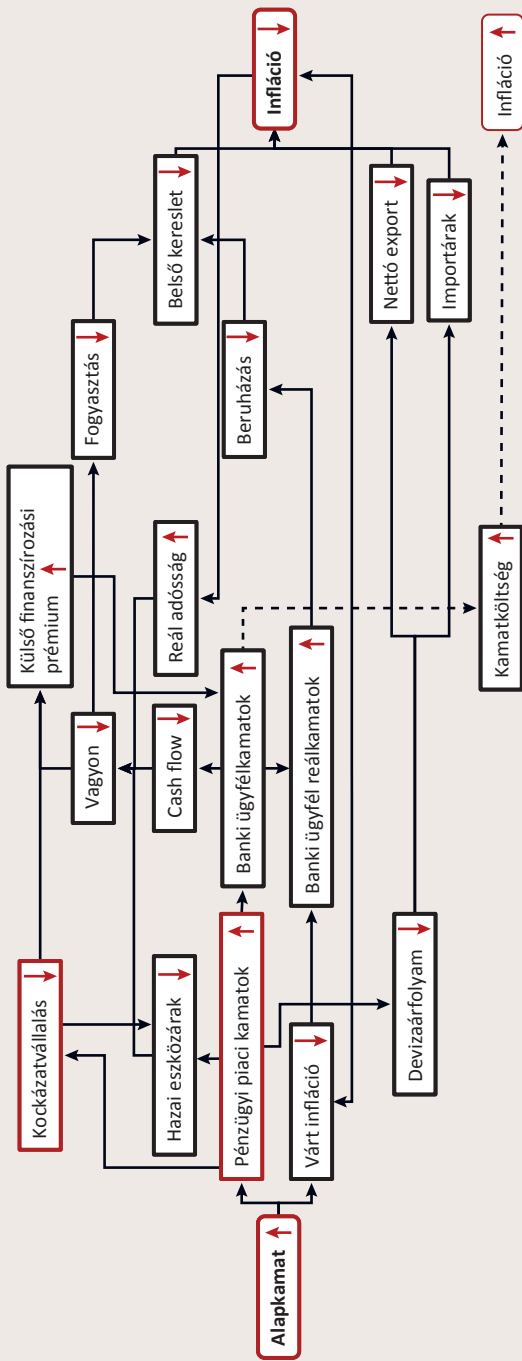 Alapkamat
Kockázatvállalás
Hazai eszközárak
Pénzügyi piaci kamatok
Várt infláció
Devizaárfolyam
Külső finanszírozási
prémium
Vagyon
Cash flow
Banki ügyfélkamatok
Banki ügyfél reálkamatok
Reál adósság
Kamatköltség
Fogyasztás
Beruházás
Belső kereslet
Nettó export
Importárak
Infláció
Infláció